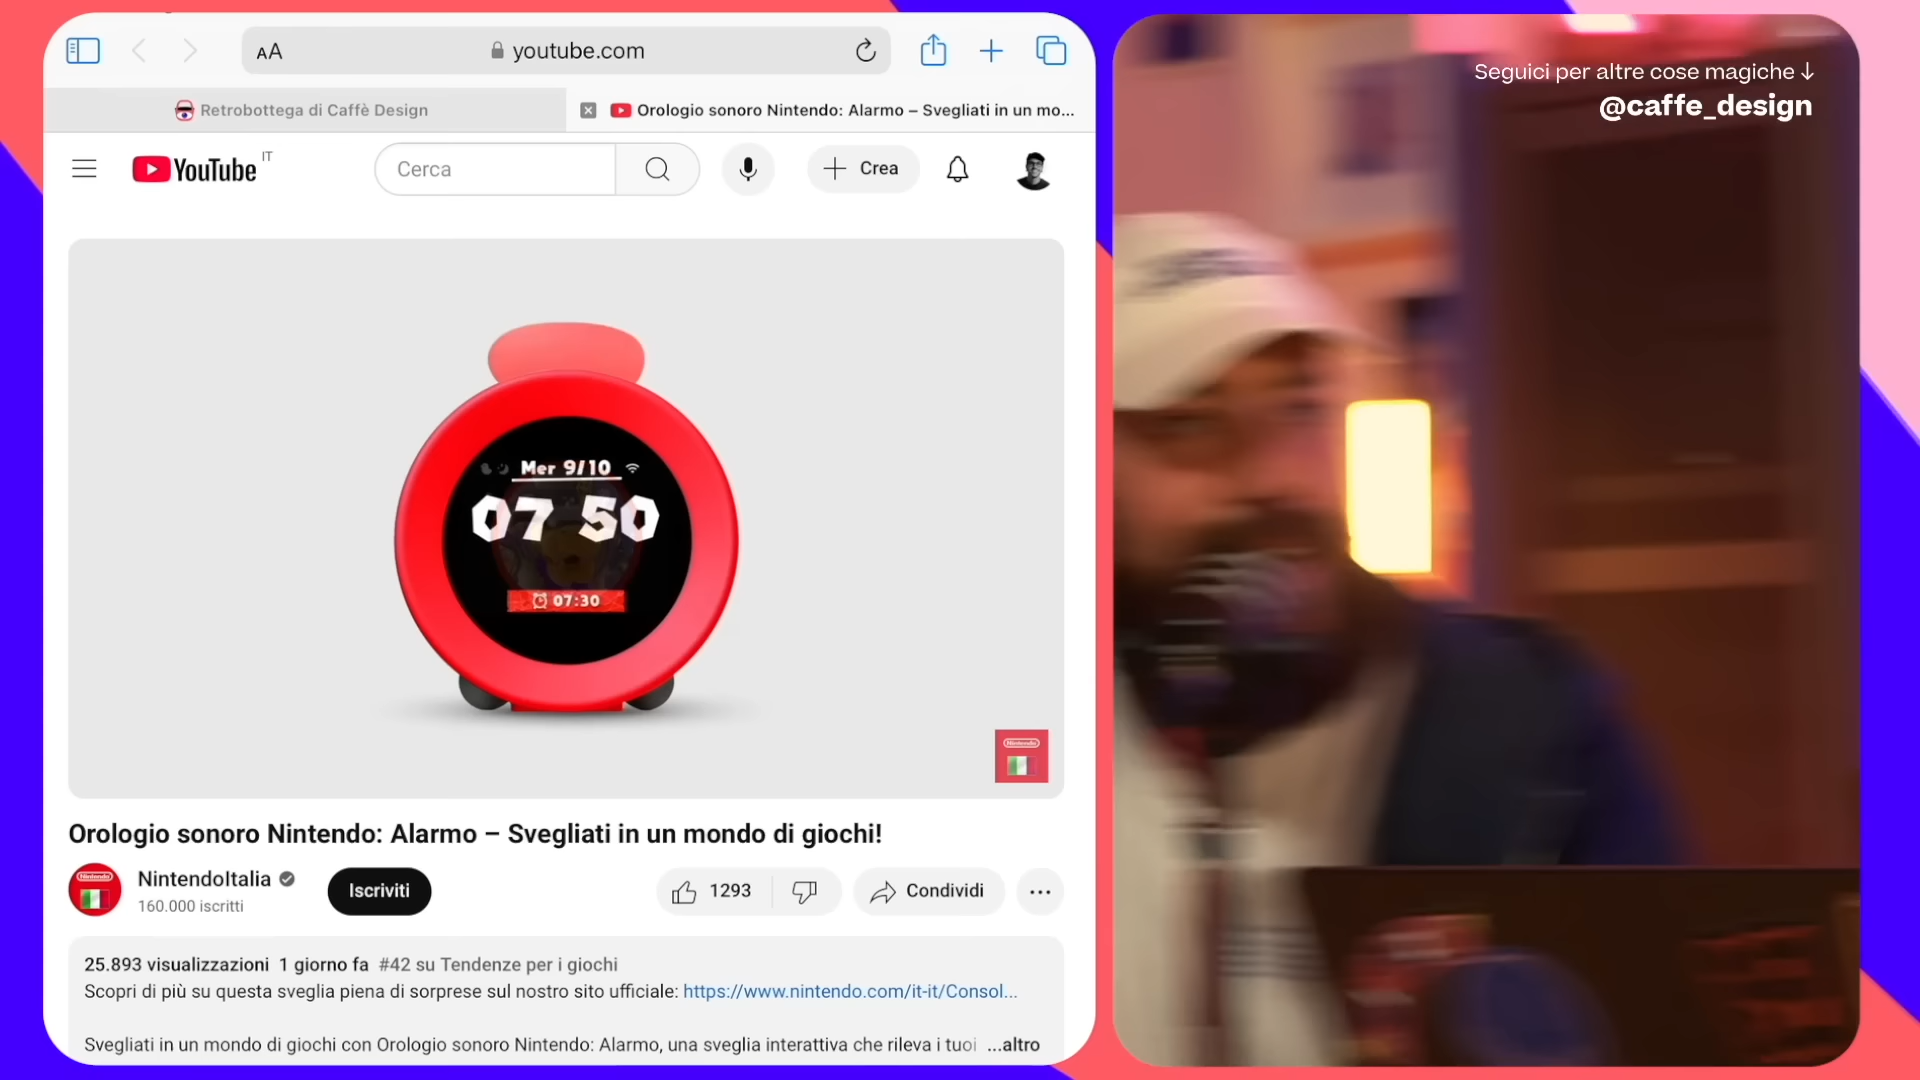 AA
youtube.com
Retrobottega di Caffè Design
Orologio sonoro Nintendo: Alarmo – Svegliati in un mo...
YouTube IT
Cerca
Crea
Mer 9/10
07 50
07:30
Nintendo
Orologio sonoro Nintendo: Alarmo – Svegliati in un mondo di giochi!
Nintendo
NintendoItalia
160.000 iscritti
Iscriviti
1293
Condividi
25.893 visualizzazioni 1 giorno fa #42 su Tendenze per i giochi
Scopri di più su questa sveglia piena di sorprese sul nostro sito ufficiale: https://www.nintendo.com/it-it/Consol...
Svegliati in un mondo di giochi con Orologio sonoro Nintendo: Alarmo, una sveglia interattiva che rileva i tuoi ...altro
Seguici per altre cose magiche ↓
@caffe_design